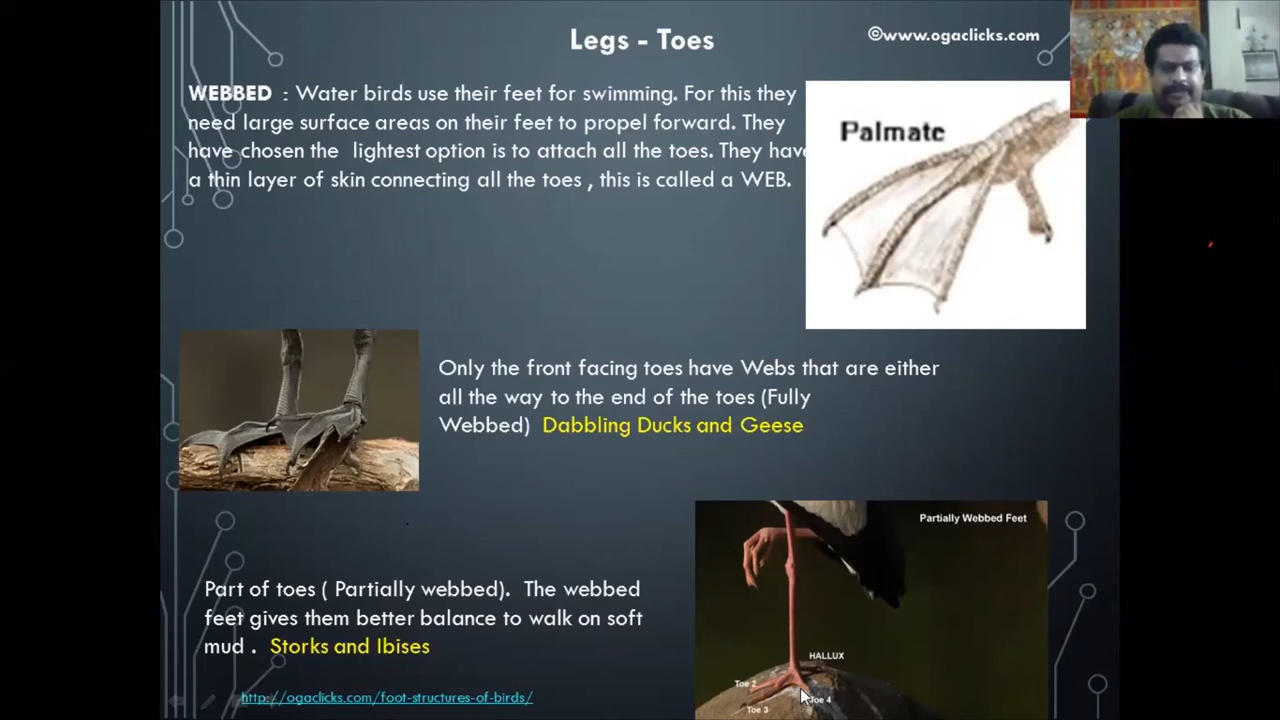 Legs - Toes
©www.ogaclicks.com
WEBBED : Water birds use their feet for swimming. For this they
need large surface areas on their feet to propel forward. They
have chosen the lightest option is to attach all the toes. They have
a thin layer of skin connecting all the toes , this is called a WEB.
Palmate
Only the front facing toes have Webs that are either
all the way to the end of the toes (Fully
Webbed) Dabbling Ducks and Geese
Partially Webbed Feet
Part of toes ( Partially webbed). The webbed
feet gives them better balance to walk on soft
mud . Storks and Ibises
HALLUX
Toe 2
Toe 4
Toe 3
http://ogaclicks.com/foot-structures-of-birds/